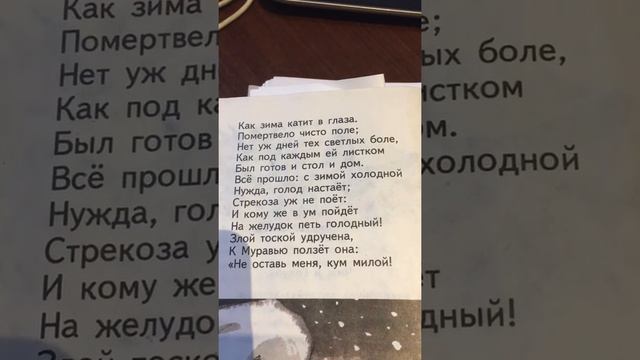 Как зима катит в глаза.
Помертвело чисто поле;
Нет уж дней тех светлых боле,
Как под каждым ей листком
Был готов и стол и дом.
Всё прошло: с зимой холодной
Нужда, голод настаёт;
Стрекоза уж не поёт:
И кому же в ум пойдёт
На желудок петь голодный!
Злой тоской удручена,
К Муравью ползёт она:
«Не оставь меня, кум милой!